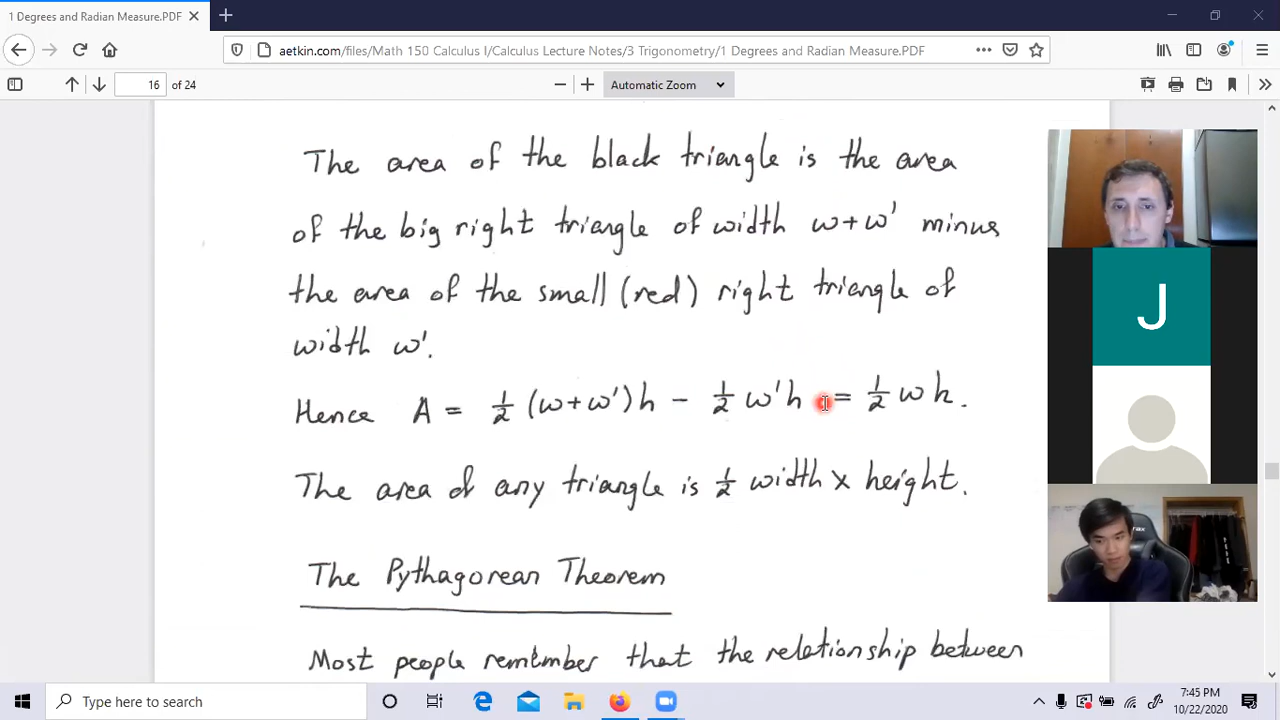 1 Degrees and Radian Measure.PDF
aetkin.com/files/Math 150 Calculus I/Calculus Lecture Notes/3 Trigonometry/1 Degrees and Radian Measure.PDF
16 of 24
Automatic Zoom
The area of the black triangle is the area
of the big right triangle of width w+w' minus
the area of the small (red) right triangle of
width w'.
Hence A = ½ (w+w')h - ½ w'h = ½ w h.
The area of any triangle is ½ width x height.
The Pythagorean Theorem
Most people remember that the relationship between
J
Type here to search
7:45 PM
10/22/2020